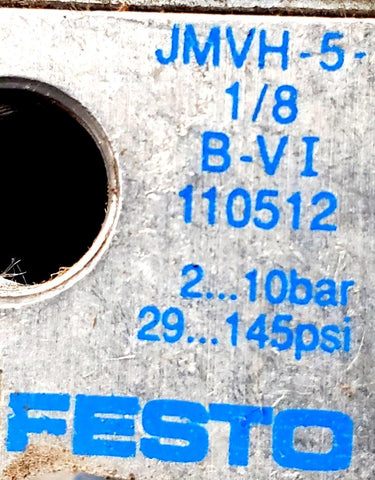 JMVH-5-
1/8
B-VI
110512
2...10bar
29...145psi
FESTO